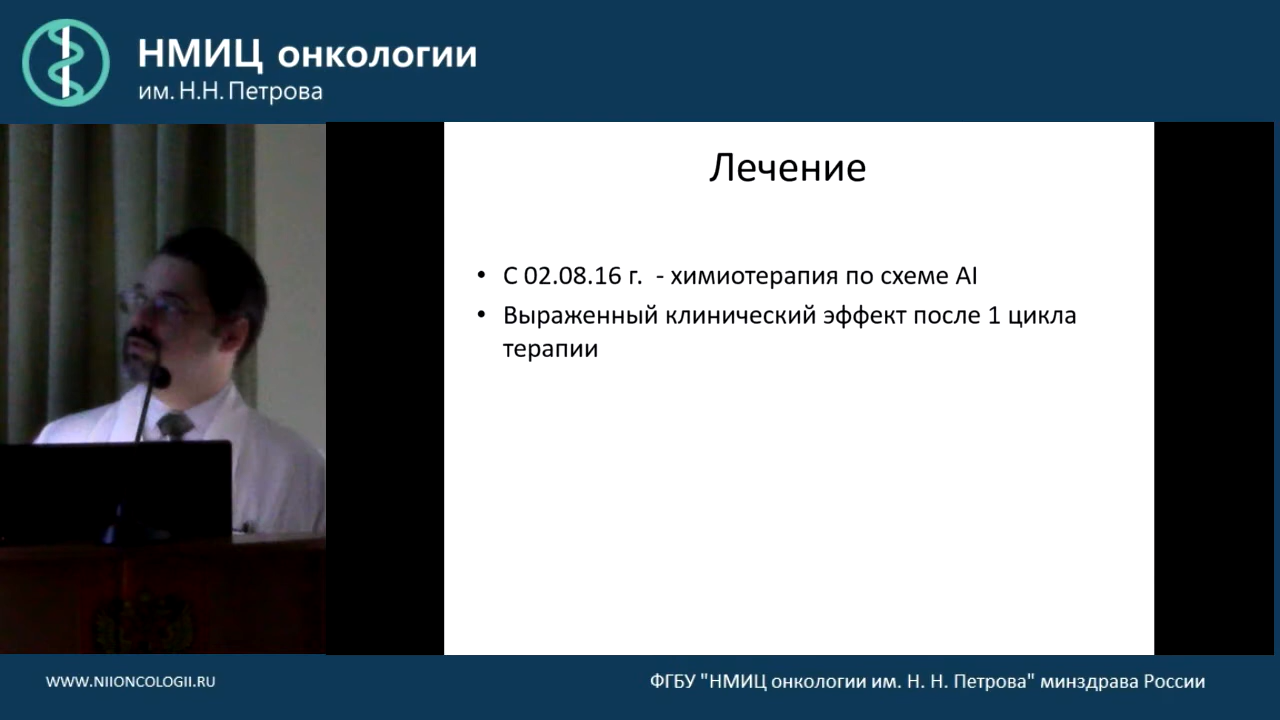 НМИЦ онкологии
им. Н.Н. Петрова
Лечение
• С 02.08.16 г.  - химиотерапия по схеме AI
• Выраженный клинический эффект после 1 цикла
терапии
WWW.NIIONCOLOGII.RU
ФГБУ "НМИЦ онкологии им. Н. Н. Петрова" минздрава России